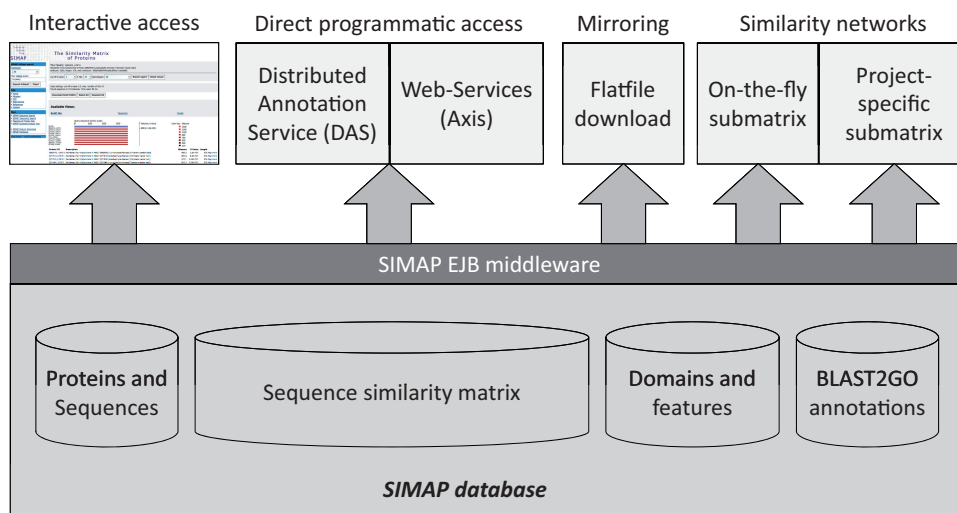 Interactive access
Direct programmatic access
Mirroring
Similarity networks
SIMAP
The Similarity Matrix
of Proteins
Distributed
Annotation
Service (DAS)
Web-Services
(Axis)
Flatfile
download
On-the-fly
submatrix
Project-
specific
submatrix
SIMAP EJB middleware
Proteins and
Sequences
Sequence similarity matrix
Domains and
features
BLAST2GO
annotations
SIMAP database